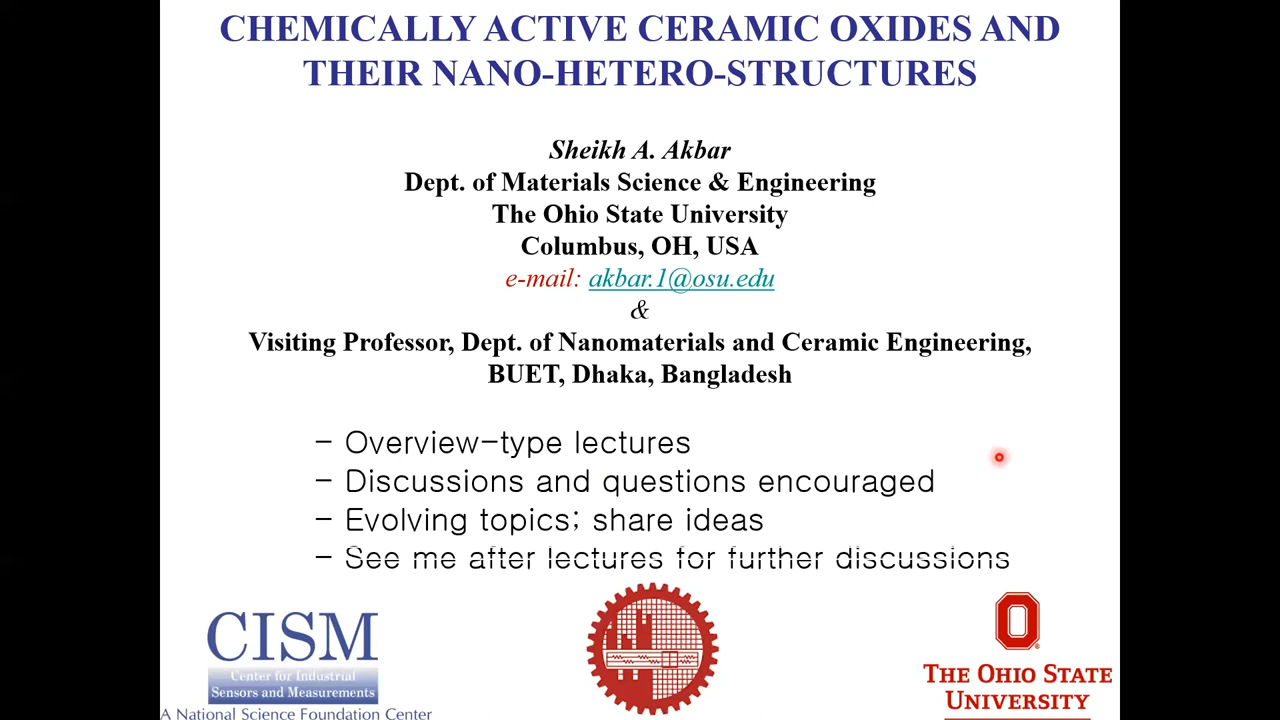 CHEMICALLY ACTIVE CERAMIC OXIDES AND
THEIR NANO-HETERO-STRUCTURES
Sheikh A. Akbar
Dept. of Materials Science & Engineering
The Ohio State University
Columbus, OH, USA
e-mail: akbar.1@osu.edu
&
Visiting Professor, Dept. of Nanomaterials and Ceramic Engineering,
BUET, Dhaka, Bangladesh
– Overview-type lectures
– Discussions and questions encouraged
– Evolving topics; share ideas
– See me after lectures for further discussions
CISM
Center for Industrial
Sensors and Measurements
A National Science Foundation Center
O
THE OHIO STATE
UNIVERSITY